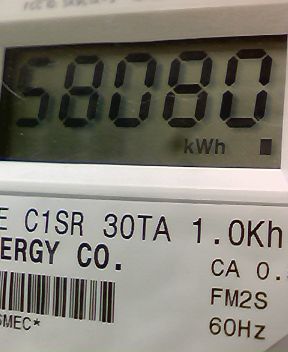 58080
kWh
E C1SR 30TA 1.0Kh
ERGY CO.
CA 0.
FM2S
SMEC*
60Hz